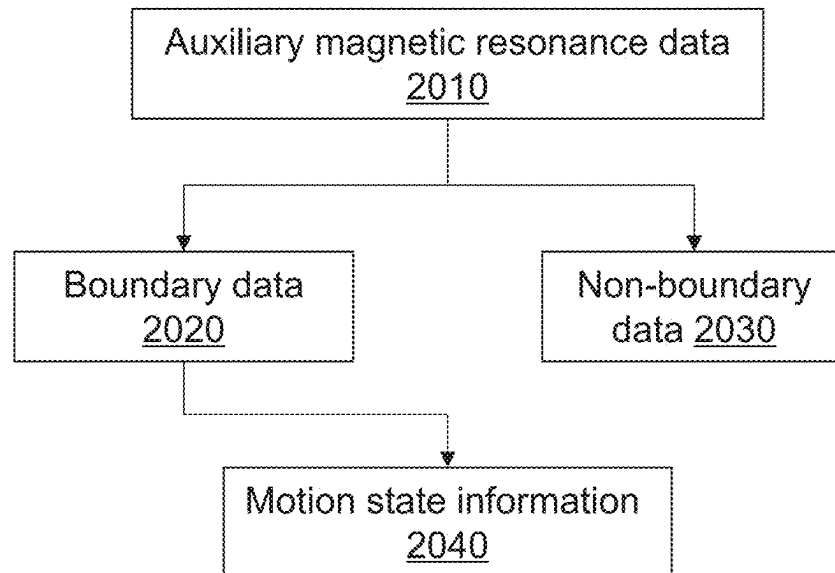 Auxiliary magnetic resonance data
2010
Boundary data
2020
Non-boundary
data 2030
Motion state information
2040